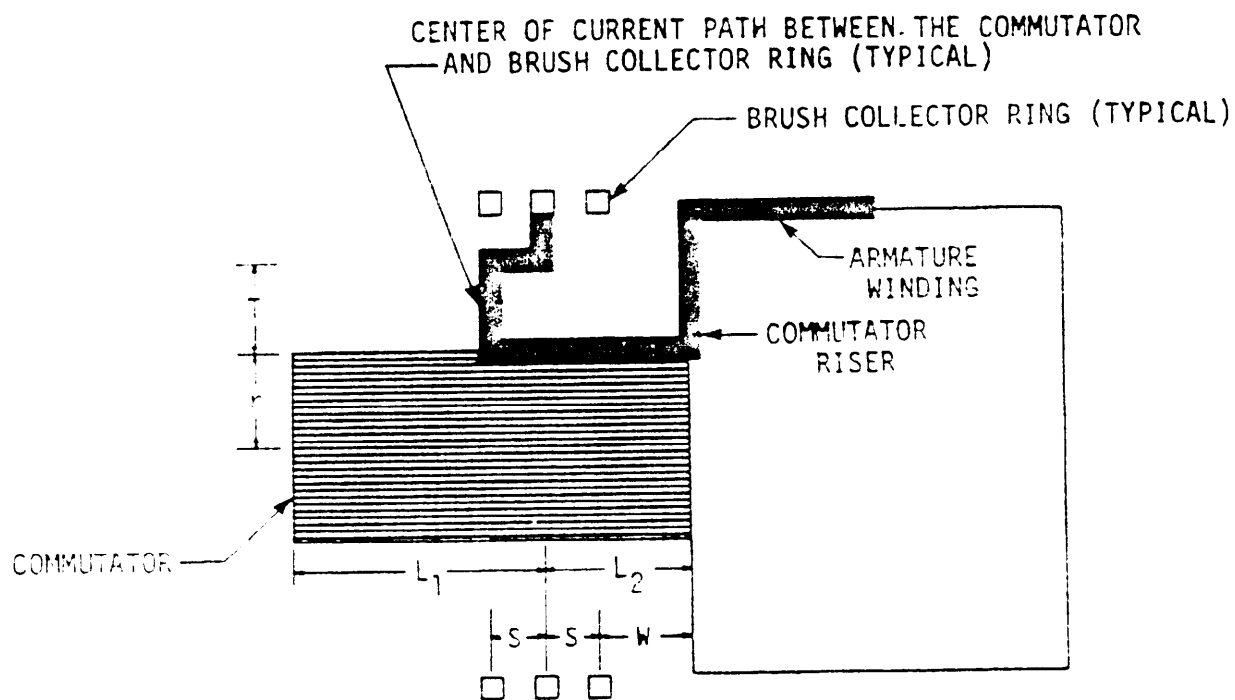 CENTER OF CURRENT PATH BETWEEN THE COMMUTATOR
AND BRUSH COLLECTOR RING (TYPICAL)
BRUSH COLLECTOR RING (TYPICAL)
ARMATURE
WINDING
COMMUTATOR
RISER
r
COMMUTATOR
L1
L2
S
S
W